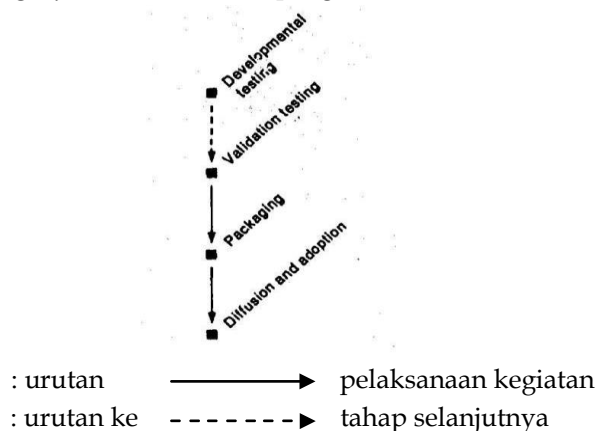 Developmental
testing
Validation testing
Packaging
Diffusion and adoption
: urutan pelaksanaan kegiatan
: urutan ke tahap selanjutnya